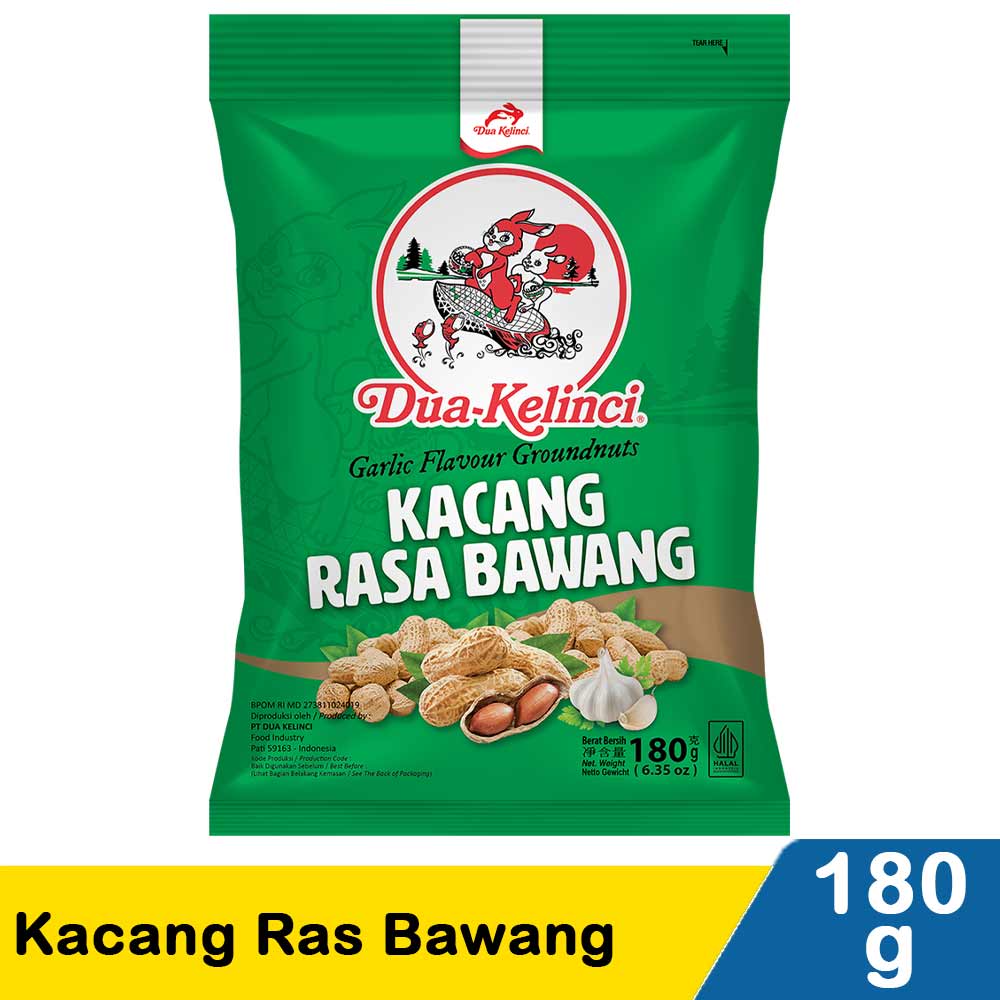 TEAR HERE
Dua Kelinci
Dua-Kelinci®
Garlic Flavour Groundnuts
KACANG
RASA BAWANG
BPOM RI MD 273811024019
Diproduksi oleh / Produced by :
PT DUA KELINCI
Food Industry
Pati 59163 - Indonesia
Kode Produksi / Production Code :
Baik Digunakan Sebelum / Best Before :
(Lihat Bagian Belakang Kemasan / See The Back of Packaging)
Berat Bersih
净含量
Net. Weight
Netto Gewicht
180 克 g
( 6.35 oz )
HALAL
INDONESIA
Kacang Ras Bawang
180
g